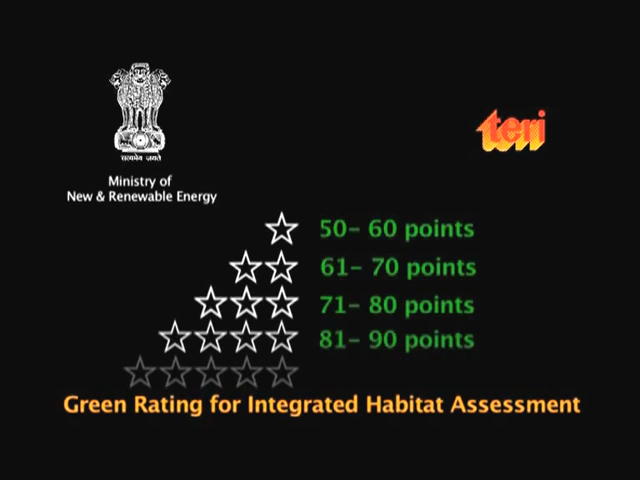 सत्यमेव जयते
Ministry of
New & Renewable Energy
teri
50– 60 points
61– 70 points
71– 80 points
81– 90 points
Green Rating for Integrated Habitat Assessment